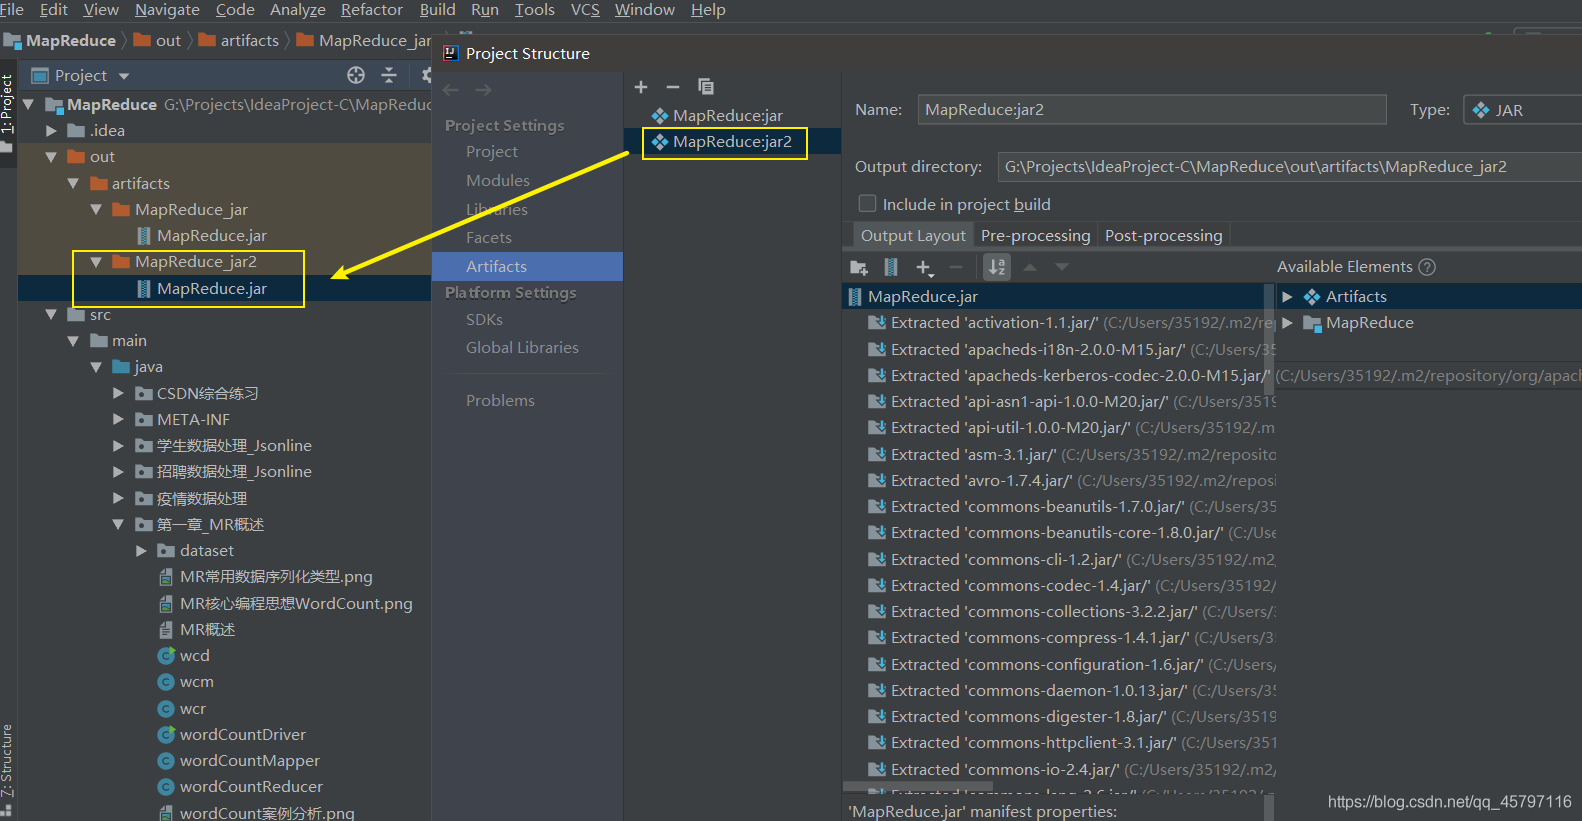 File Edit View Navigate Code Analyze Refactor Build Run Tools VCS Window Help
MapReduce out artifacts MapReduce_jar
1: Project
Z: Structure
Project
MapReduce G:\Projects\IdeaProject-C\MapReduc
.idea
out
artifacts
MapReduce_jar
MapReduce.jar
MapReduce_jar2
MapReduce.jar
src
main
java
CSDN综合练习
META-INF
学生数据处理_Jsonline
招聘数据处理_Jsonline
疫情数据处理
第一章_MR概述
dataset
MR常用数据序列化类型.png
MR核心编程思想WordCount.png
MR概述
wcd
wcm
wcr
wordCountDriver
wordCountMapper
wordCountReducer
wordCount案例分析.png
Project Structure
Project Settings
Project
Modules
Libraries
Facets
Artifacts
Platform Settings
SDKs
Global Libraries
Problems
MapReduce:jar
MapReduce:jar2
Name: MapReduce:jar2 Type: JAR
Output directory: G:\Projects\IdeaProject-C\MapReduce\out\artifacts\MapReduce_jar2
Include in project build
Output Layout Pre-processing Post-processing
Available Elements ?
MapReduce.jar
Extracted 'activation-1.1.jar/' (C:/Users/35192/.m2/rep
Extracted 'apacheds-i18n-2.0.0-M15.jar/' (C:/Users/35
Extracted 'apacheds-kerberos-codec-2.0.0-M15.jar/' (C:/Users/35192/.m2/repository/org/apach
Extracted 'api-asn1-api-1.0.0-M20.jar/' (C:/Users/3519
Extracted 'api-util-1.0.0-M20.jar/' (C:/Users/35192/.m
Extracted 'asm-3.1.jar/' (C:/Users/35192/.m2/reposito
Extracted 'avro-1.7.4.jar/' (C:/Users/35192/.m2/reposi
Extracted 'commons-beanutils-1.7.0.jar/' (C:/Users/35
Extracted 'commons-beanutils-core-1.8.0.jar/' (C:/Use
Extracted 'commons-cli-1.2.jar/' (C:/Users/35192/.m2,
Extracted 'commons-codec-1.4.jar/' (C:/Users/35192/
Extracted 'commons-collections-3.2.2.jar/' (C:/Users/
Extracted 'commons-compress-1.4.1.jar/' (C:/Users/3
Extracted 'commons-configuration-1.6.jar/' (C:/Users/
Extracted 'commons-daemon-1.0.13.jar/' (C:/Users/35
Extracted 'commons-digester-1.8.jar/' (C:/Users/3519
Extracted 'commons-httpclient-3.1.jar/' (C:/Users/351
Extracted 'commons-io-2.4.jar/' (C:/Users/35192/.m2/
Extracted 'commons-lang-2.6.jar/' (C:/Users/35192/
Artifacts
MapReduce
'MapReduce.jar' manifest properties:
https://blog.csdn.net/qq_45797116